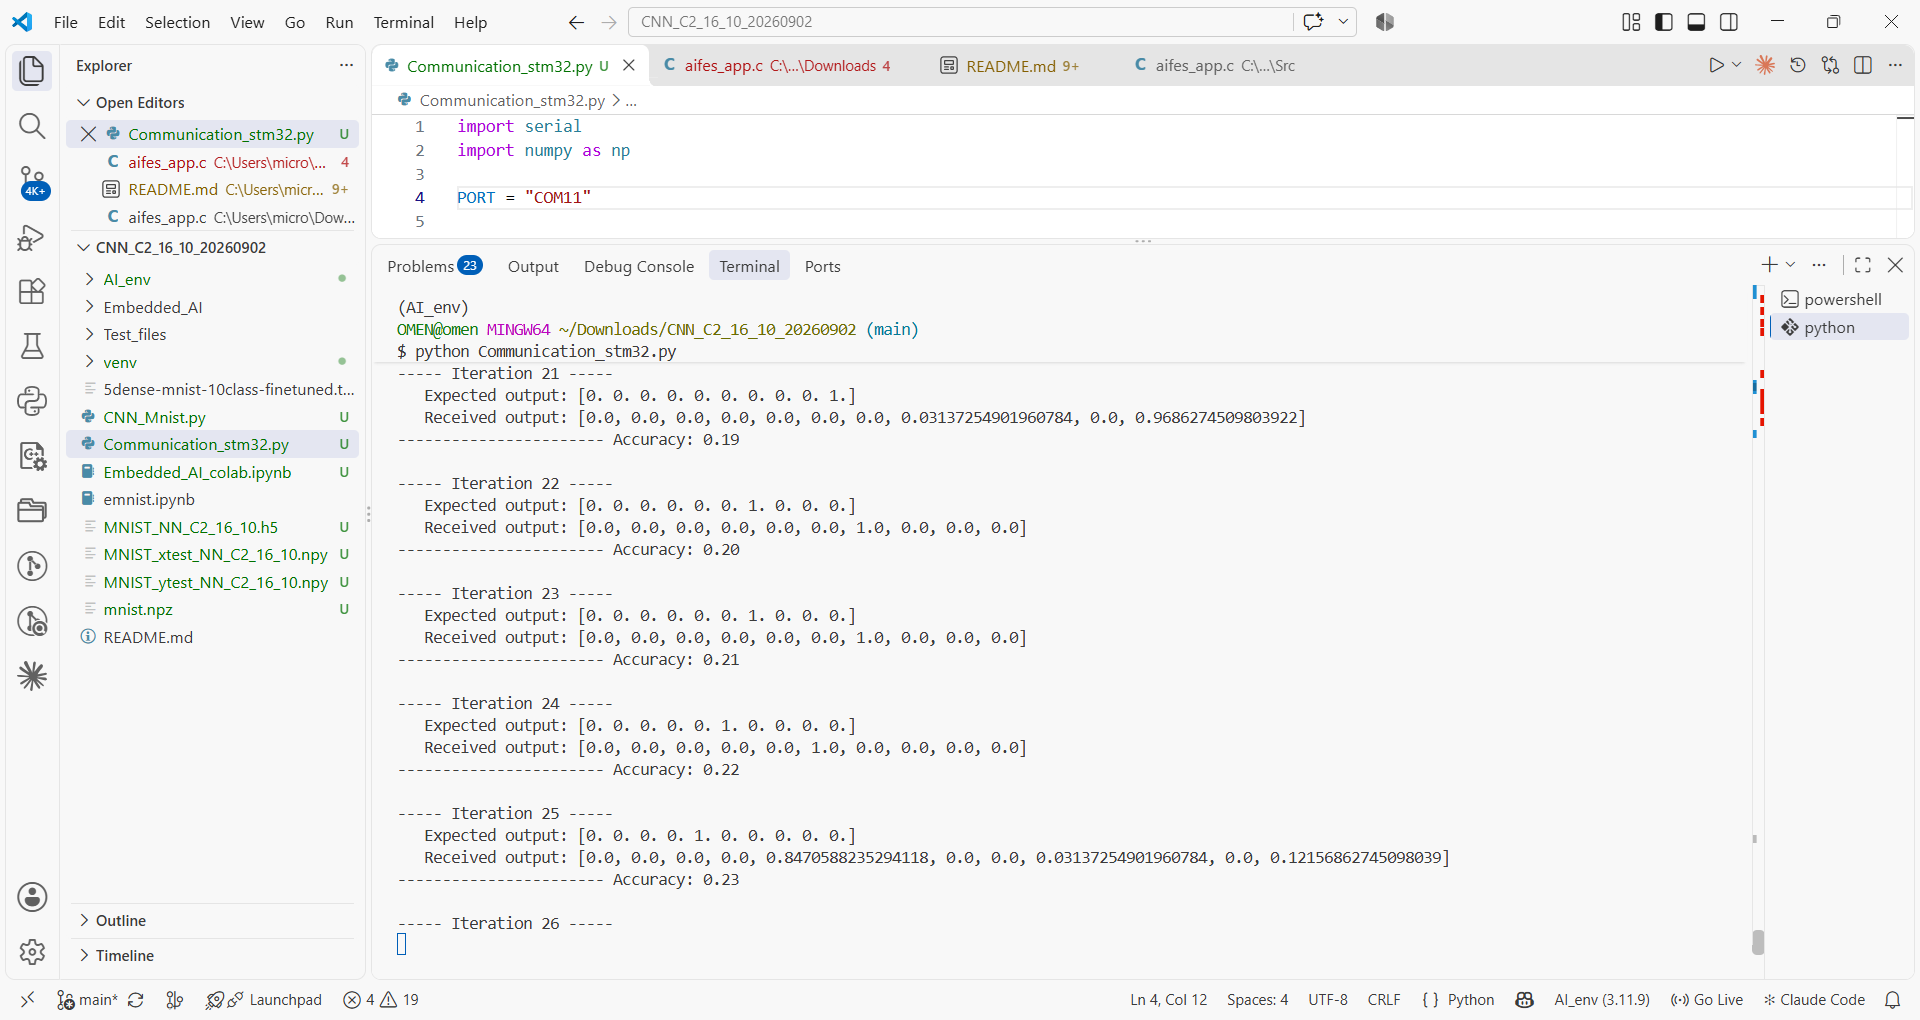 File Edit Selection View Go Run Terminal Help
CNN_C2_16_10_20260902
Explorer
Open Editors
Communication_stm32.py U
aifes_app.c C:\Users\micro\... 4
README.md C:\Users\micr... 9+
aifes_app.c C:\Users\micro\Dow...
4K+
CNN_C2_16_10_20260902
AI_env
Embedded_AI
Test_files
venv
5dense-mnist-10class-finetuned.t...
CNN_Mnist.py U
Communication_stm32.py U
Embedded_AI_colab.ipynb U
emnist.ipynb
MNIST_NN_C2_16_10.h5 U
MNIST_xtest_NN_C2_16_10.npy U
MNIST_ytest_NN_C2_16_10.npy U
mnist.npz U
README.md
Outline
Timeline
Communication_stm32.py U
aifes_app.c C:\...\Downloads 4
README.md 9+
aifes_app.c C:\...\Src
Communication_stm32.py > ...
1 import serial
2 import numpy as np
3
4 PORT = "COM11"
5
Problems 23 Output Debug Console Terminal Ports
powershell
python
(AI_env)
OMEN@omen MINGW64 ~/Downloads/CNN_C2_16_10_20260902 (main)
$ python Communication_stm32.py
----- Iteration 21 -----
Expected output: [0. 0. 0. 0. 0. 0. 0. 0. 0. 1.]
Received output: [0.0, 0.0, 0.0, 0.0, 0.0, 0.0, 0.0, 0.03137254901960784, 0.0, 0.9686274509803922]
----------------------- Accuracy: 0.19
----- Iteration 22 -----
Expected output: [0. 0. 0. 0. 0. 0. 1. 0. 0. 0.]
Received output: [0.0, 0.0, 0.0, 0.0, 0.0, 0.0, 1.0, 0.0, 0.0, 0.0]
----------------------- Accuracy: 0.20
----- Iteration 23 -----
Expected output: [0. 0. 0. 0. 0. 0. 1. 0. 0. 0.]
Received output: [0.0, 0.0, 0.0, 0.0, 0.0, 0.0, 1.0, 0.0, 0.0, 0.0]
----------------------- Accuracy: 0.21
----- Iteration 24 -----
Expected output: [0. 0. 0. 0. 0. 1. 0. 0. 0. 0.]
Received output: [0.0, 0.0, 0.0, 0.0, 0.0, 1.0, 0.0, 0.0, 0.0, 0.0]
----------------------- Accuracy: 0.22
----- Iteration 25 -----
Expected output: [0. 0. 0. 0. 1. 0. 0. 0. 0. 0.]
Received output: [0.0, 0.0, 0.0, 0.0, 0.8470588235294118, 0.0, 0.0, 0.03137254901960784, 0.0, 0.12156862745098039]
----------------------- Accuracy: 0.23
----- Iteration 26 -----
main* Launchpad 4 19 Ln 4, Col 12 Spaces: 4 UTF-8 CRLF { } Python AI_env (3.11.9) Go Live Claude Code